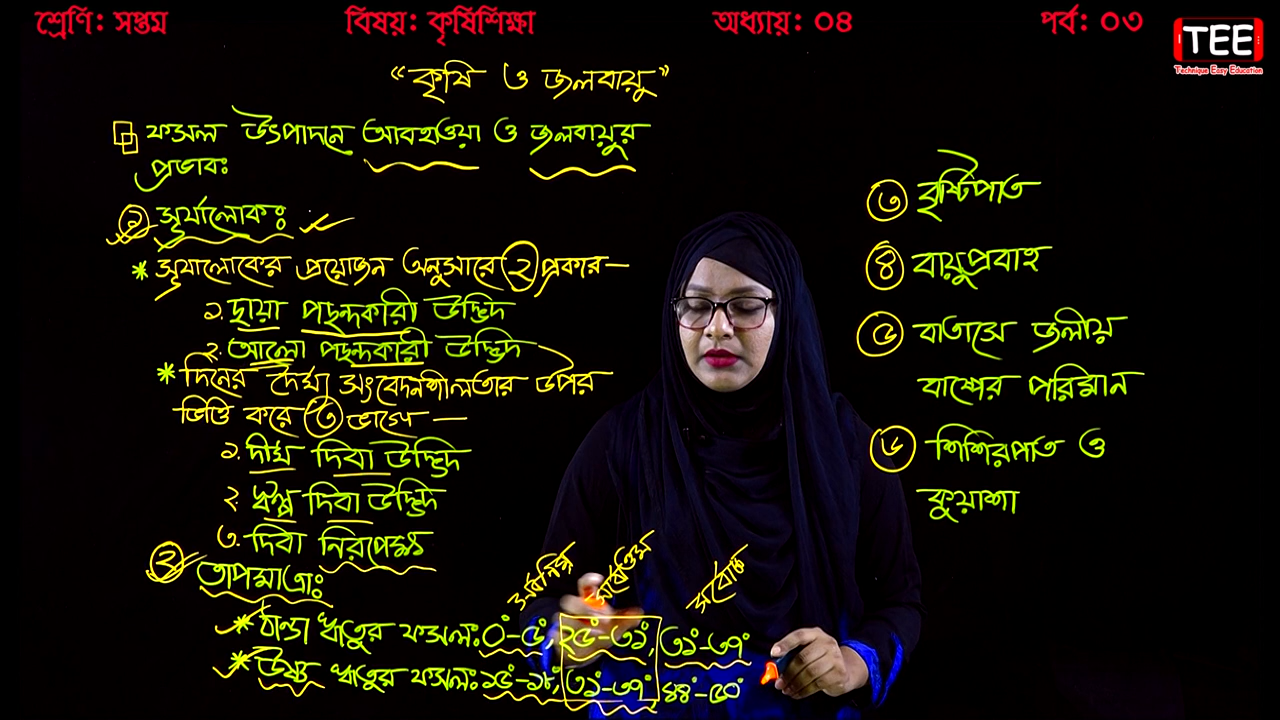 শ্রেণি: সপ্তম
বিষয়: কৃষিশিক্ষা
অধ্যায়: ০৪
পর্ব: ০৩
TEE
Technique Easy Education
“কৃষি ও জলবায়ু”
ফসল উৎপাদনে আবহাওয়া ও জলবায়ুর
প্রভাবঃ
১ সূর্যালোকঃ
* সূর্যালোকের প্রয়োজন অনুসারে ২ প্রকার—
১. ছায়া পছন্দকারী উদ্ভিদ
২. আলো পছন্দকারী উদ্ভিদ
* দিনের দৈর্ঘ্য সংবেদনশীলতার উপর
ভিত্তি করে ৩ ভাগে —
১. দীর্ঘ দিবা উদ্ভিদ
২. স্বল্প দিবা উদ্ভিদ
৩. দিবা নিরপেক্ষ
২ তাপমাত্রাঃ
সর্বনিম্ন সর্বোত্তম সর্বোচ্চ
* ঠান্ডা ঋতুর ফসলঃ ০°-৫°, ২৫°-৩১°, ৩১°-৩৭°
* উষ্ণ ঋতুর ফসলঃ ১৫°-১৮°, ৩১°-৩৭° ৪৪°-৫০°
৩ বৃষ্টিপাত
৪ বায়ুপ্রবাহ
৫ বাতাসে জলীয়
বাষ্পের পরিমান
৬ শিশিরপাত ও
কুয়াশা